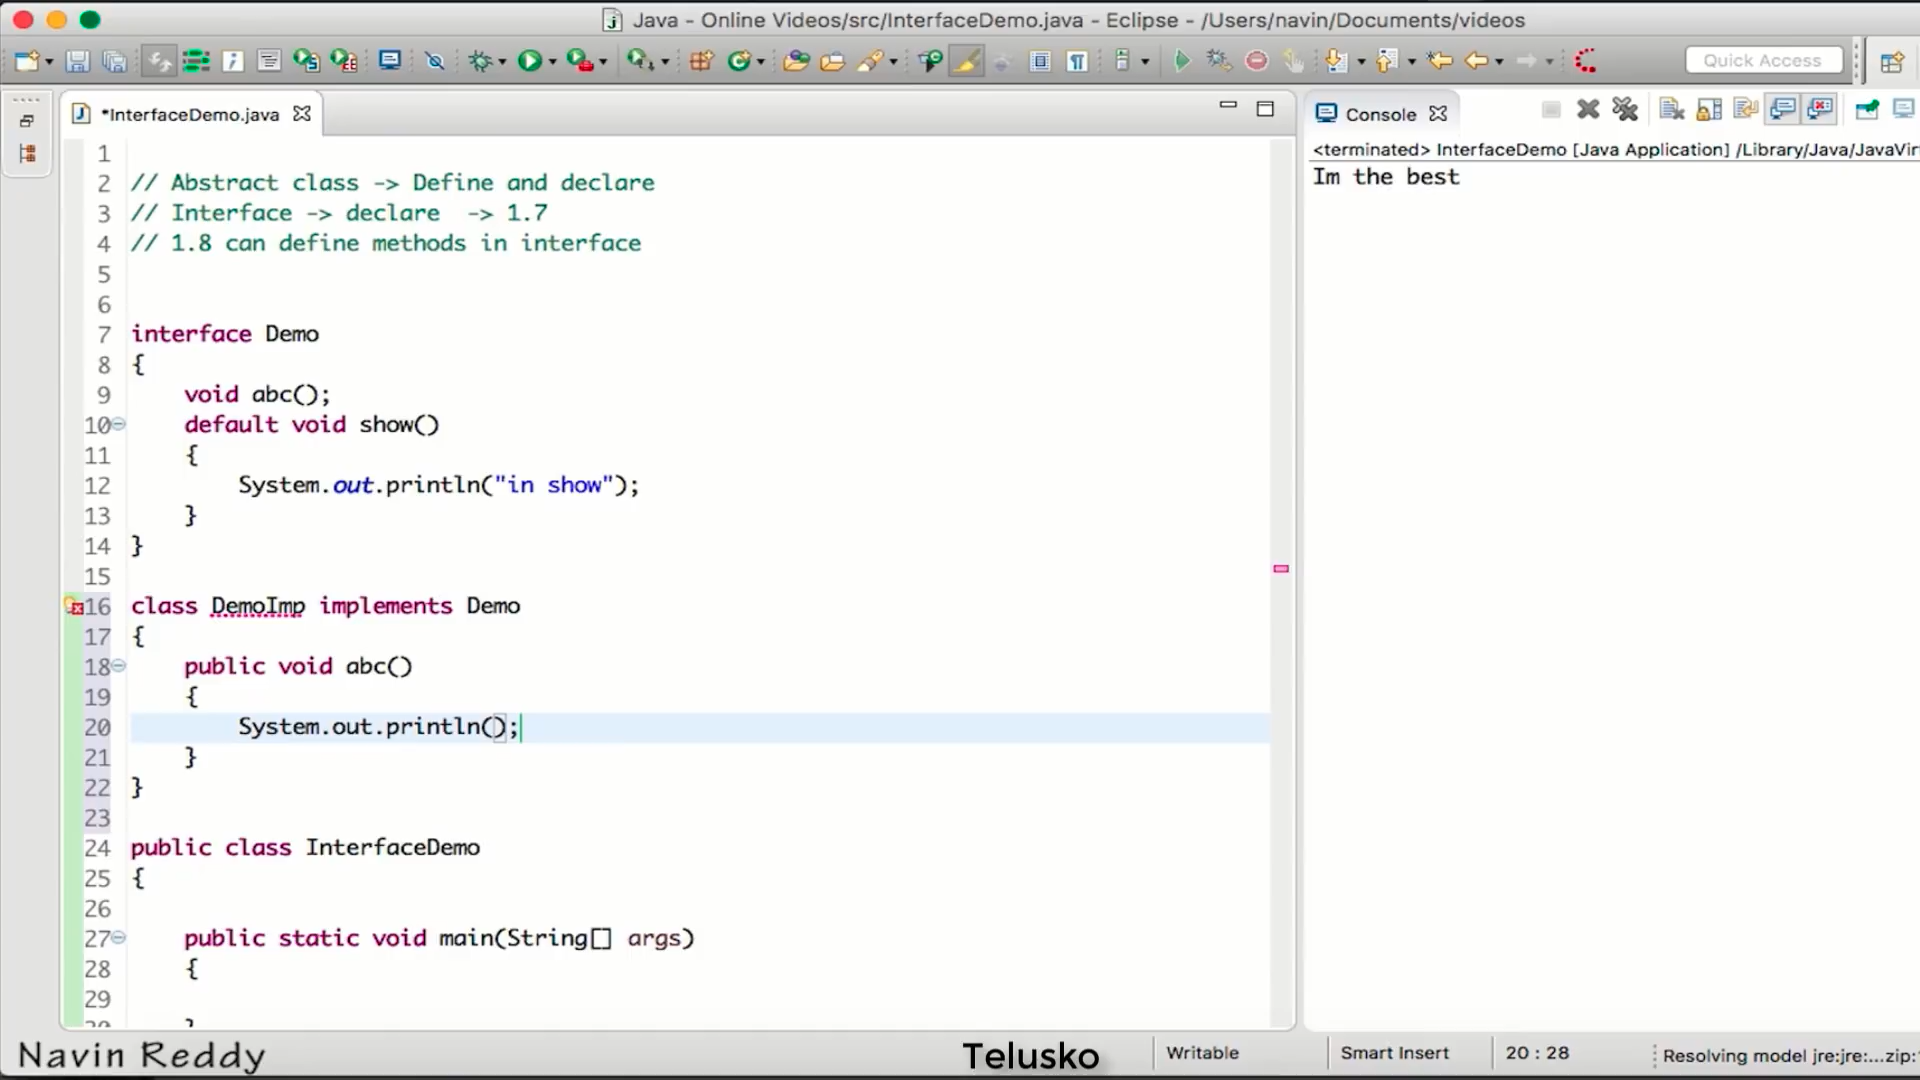 Java - Online Videos/src/InterfaceDemo.java - Eclipse - /Users/navin/Documents/videos
Quick Access
*InterfaceDemo.java
1
2 // Abstract class -> Define and declare
3 // Interface -> declare  -> 1.7
4 // 1.8 can define methods in interface
5
6
7 interface Demo
8 {
9     void abc();
10     default void show()
11     {
12         System.out.println("in show");
13     }
14 }
15
16 class DemoImp implements Demo
17 {
18     public void abc()
19     {
20         System.out.println();
21     }
22 }
23
24 public class InterfaceDemo
25 {
26
27     public static void main(String[] args)
28     {
29
Console
<terminated> InterfaceDemo [Java Application] /Library/Java/JavaVir
Im the best
Navin Reddy
Telusko
Writable
Smart Insert
20 : 28
Resolving model jre:jre:...zip: